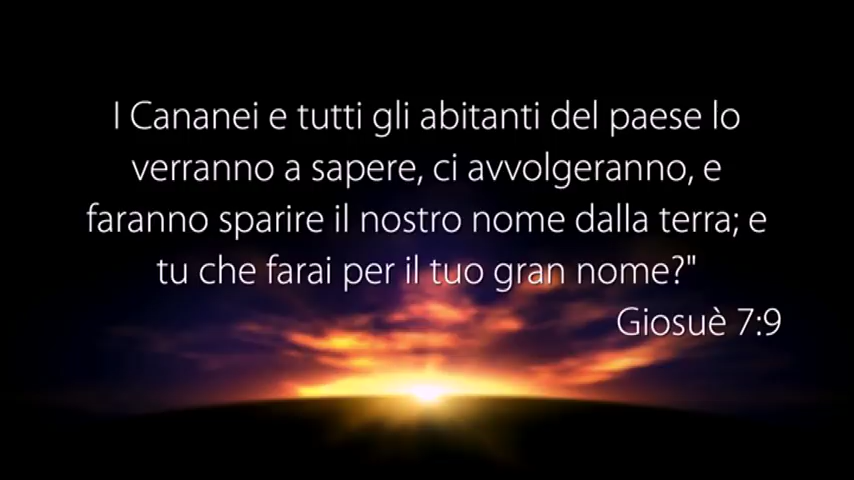 I Cananei e tutti gli abitanti del paese lo
verranno a sapere, ci avvolgeranno, e
faranno sparire il nostro nome dalla terra; e
tu che farai per il tuo gran nome?"
Giosuè 7:9